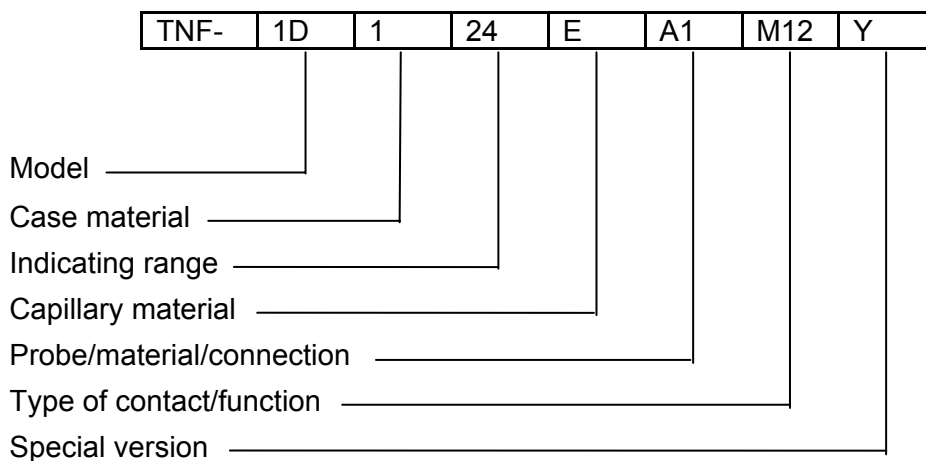 TNF- 1D 1 24 E A1 M12 Y
Model
Case material
Indicating range
Capillary material
Probe/material/connection
Type of contact/function
Special version